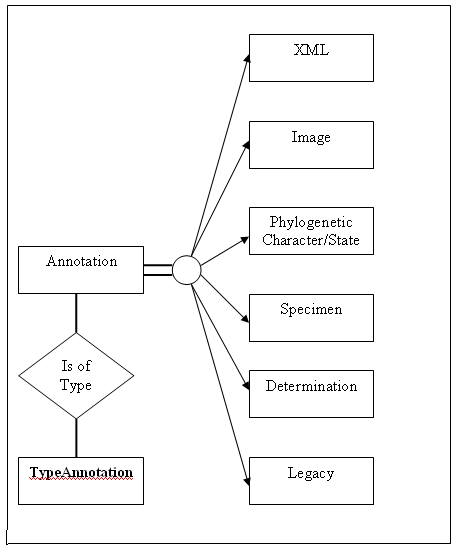 XML
Image
Phylogenetic
Character/State
Annotation
Specimen
Is of
Type
Determination
TypeAnnotation
Legacy